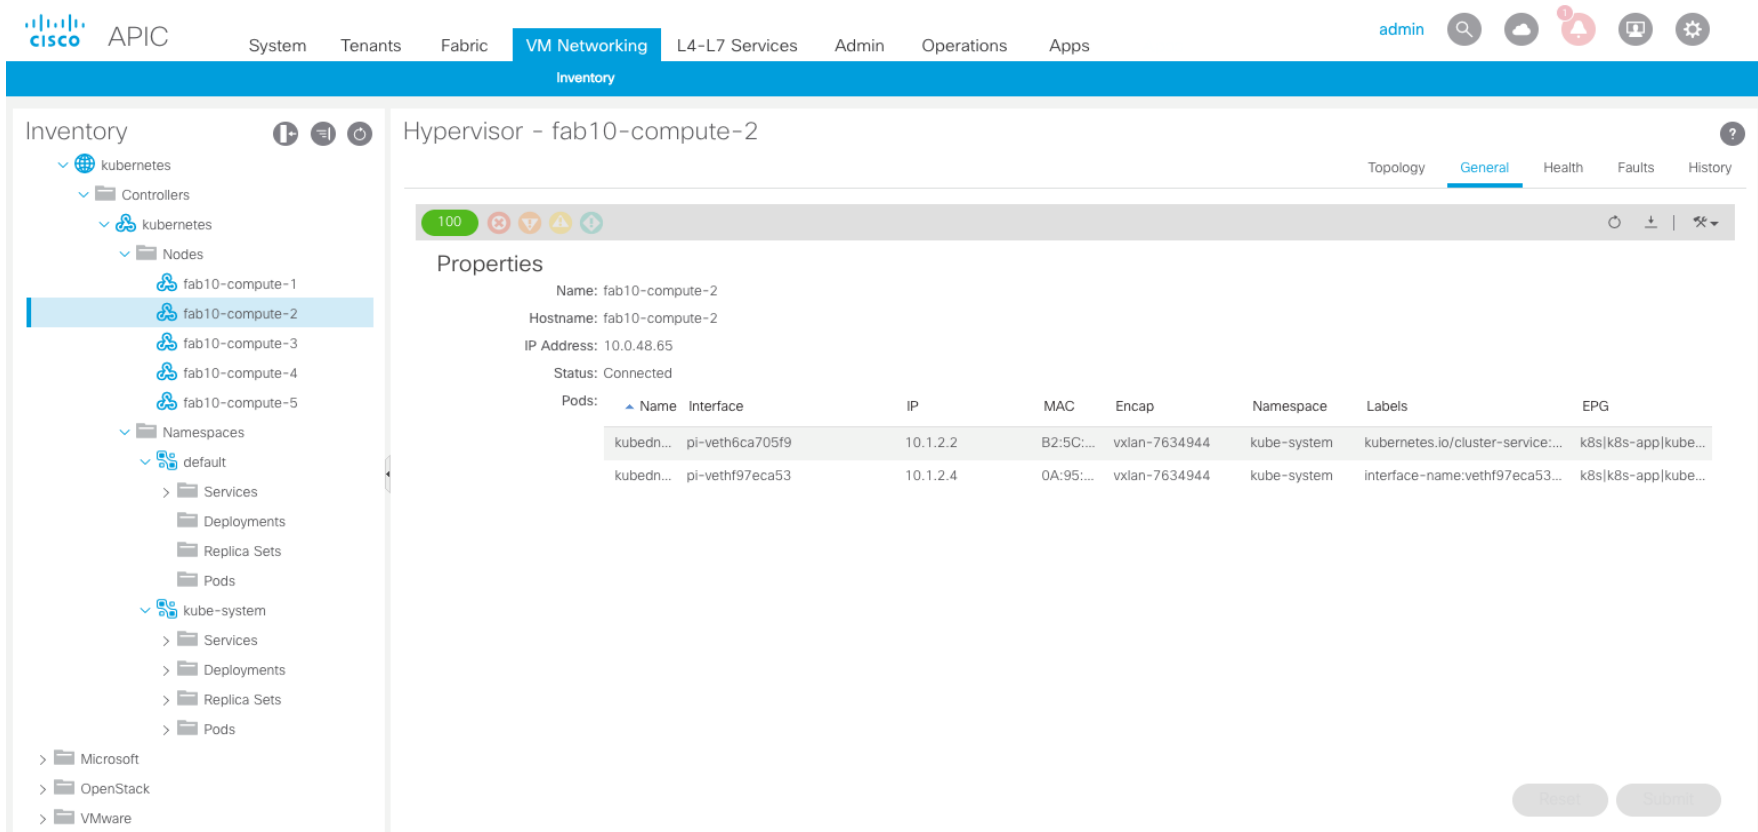 cisco APIC
System Tenants Fabric VM Networking L4-L7 Services Admin Operations Apps
admin 1
Inventory
Inventory
kubernetes
Controllers
kubernetes
Nodes
fab10-compute-1
fab10-compute-2
fab10-compute-3
fab10-compute-4
fab10-compute-5
Namespaces
default
Services
Deployments
Replica Sets
Pods
kube-system
Services
Deployments
Replica Sets
Pods
Microsoft
OpenStack
VMware
Hypervisor - fab10-compute-2
?
Topology General Health Faults History
100
Properties
Name: fab10-compute-2
Hostname: fab10-compute-2
IP Address: 10.0.48.65
Status: Connected
Pods:
Name Interface IP MAC Encap Namespace Labels EPG
kubedn... pi-veth6ca705f9 10.1.2.2 B2:5C:... vxlan-7634944 kube-system kubernetes.io/cluster-service:... k8s|k8s-app|kube...
kubedn... pi-vethf97eca53 10.1.2.4 0A:95:... vxlan-7634944 kube-system interface-name:vethf97eca53... k8s|k8s-app|kube...
Reset Submit